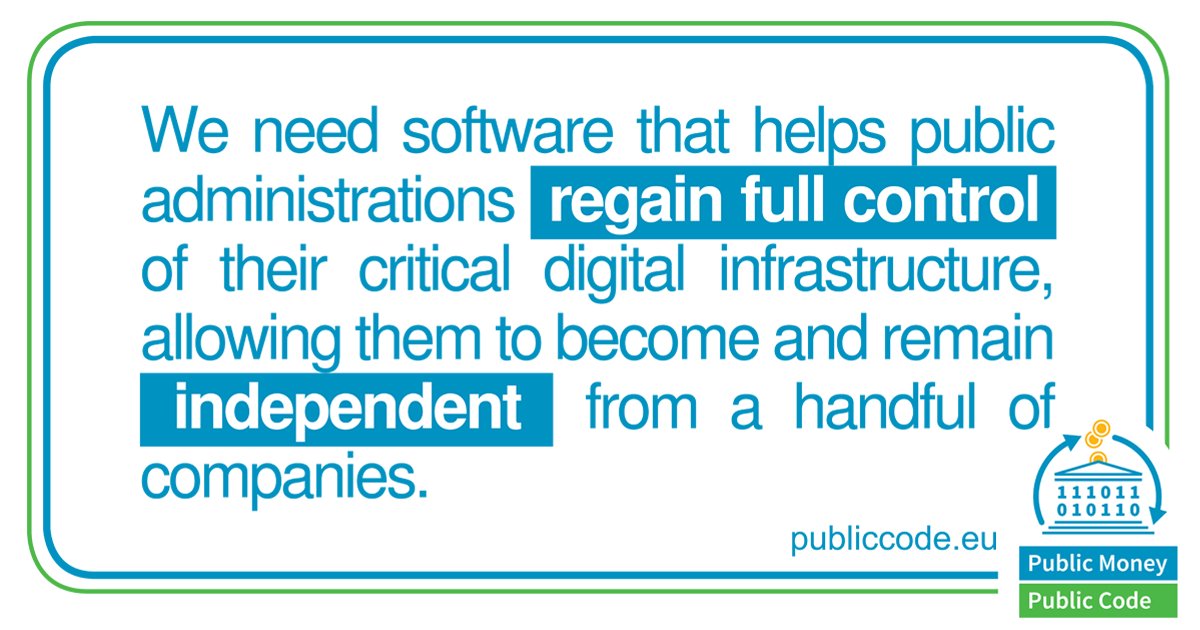 We need software that helps public
administrations regain full control
of their critical digital infrastructure,
allowing them to become and remain
independent from a handful of
companies.
publiccode.eu
111011
010110
Public Money
Public Code